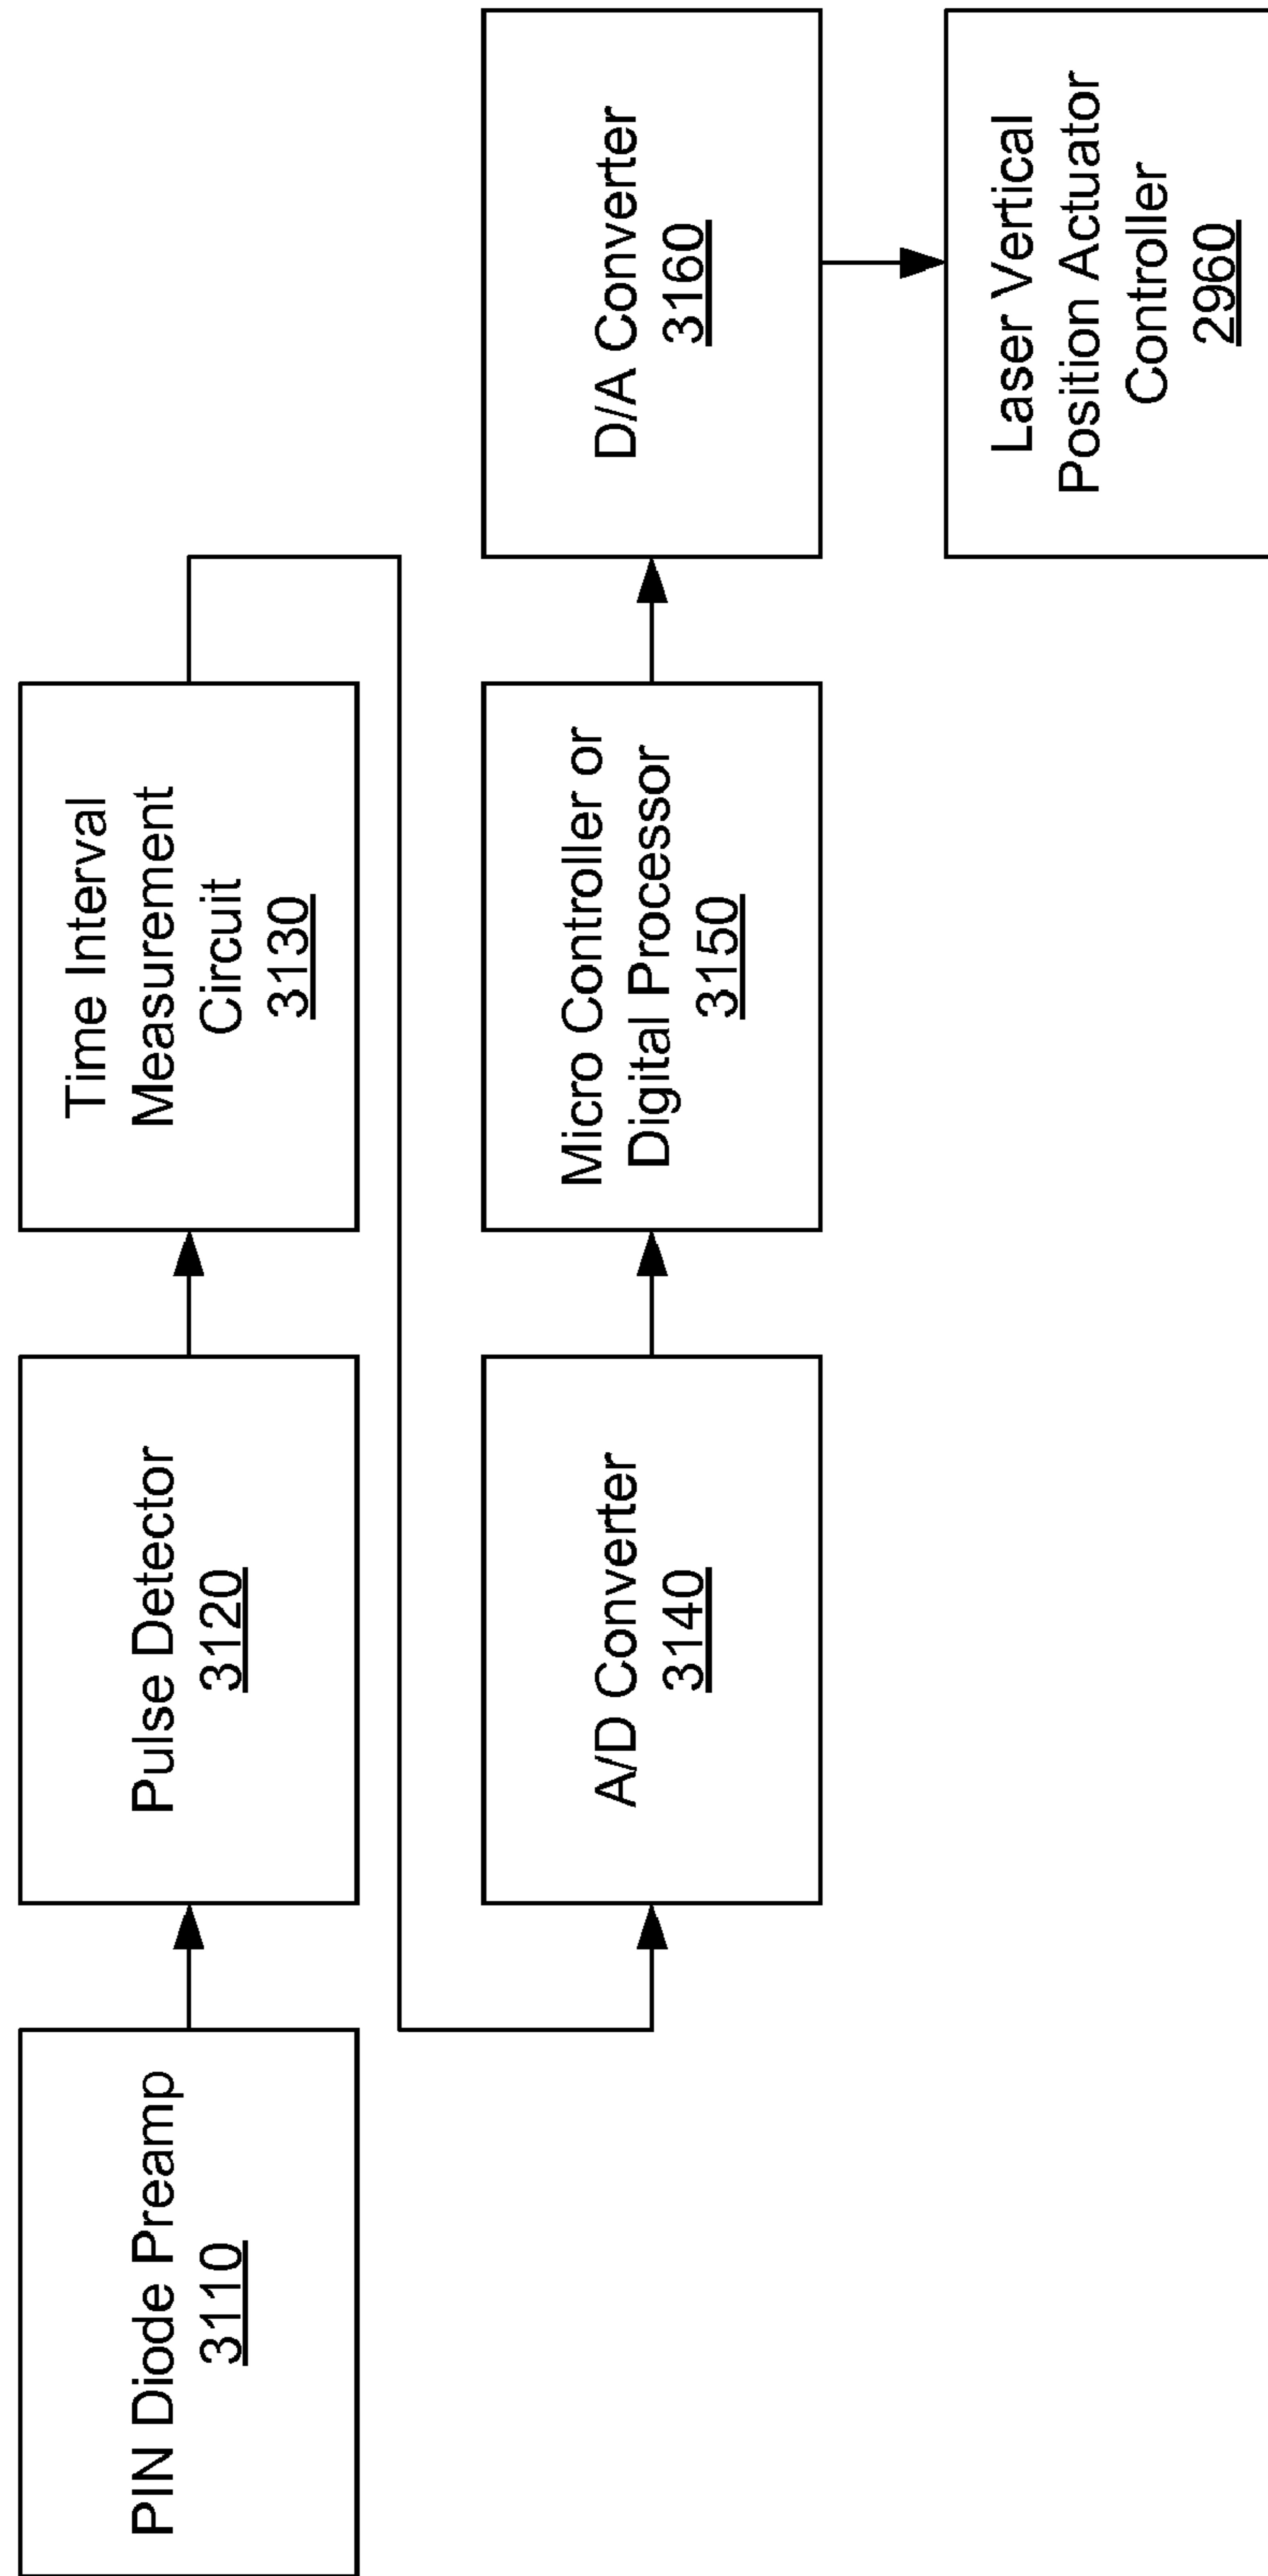 PIN Diode Preamp
3110
Pulse Detector
3120
Time Interval
Measurement
Circuit
3130
A/D Converter
3140
Micro Controller or
Digital Processor
3150
D/A Converter
3160
Laser Vertical
Position Actuator
Controller
2960